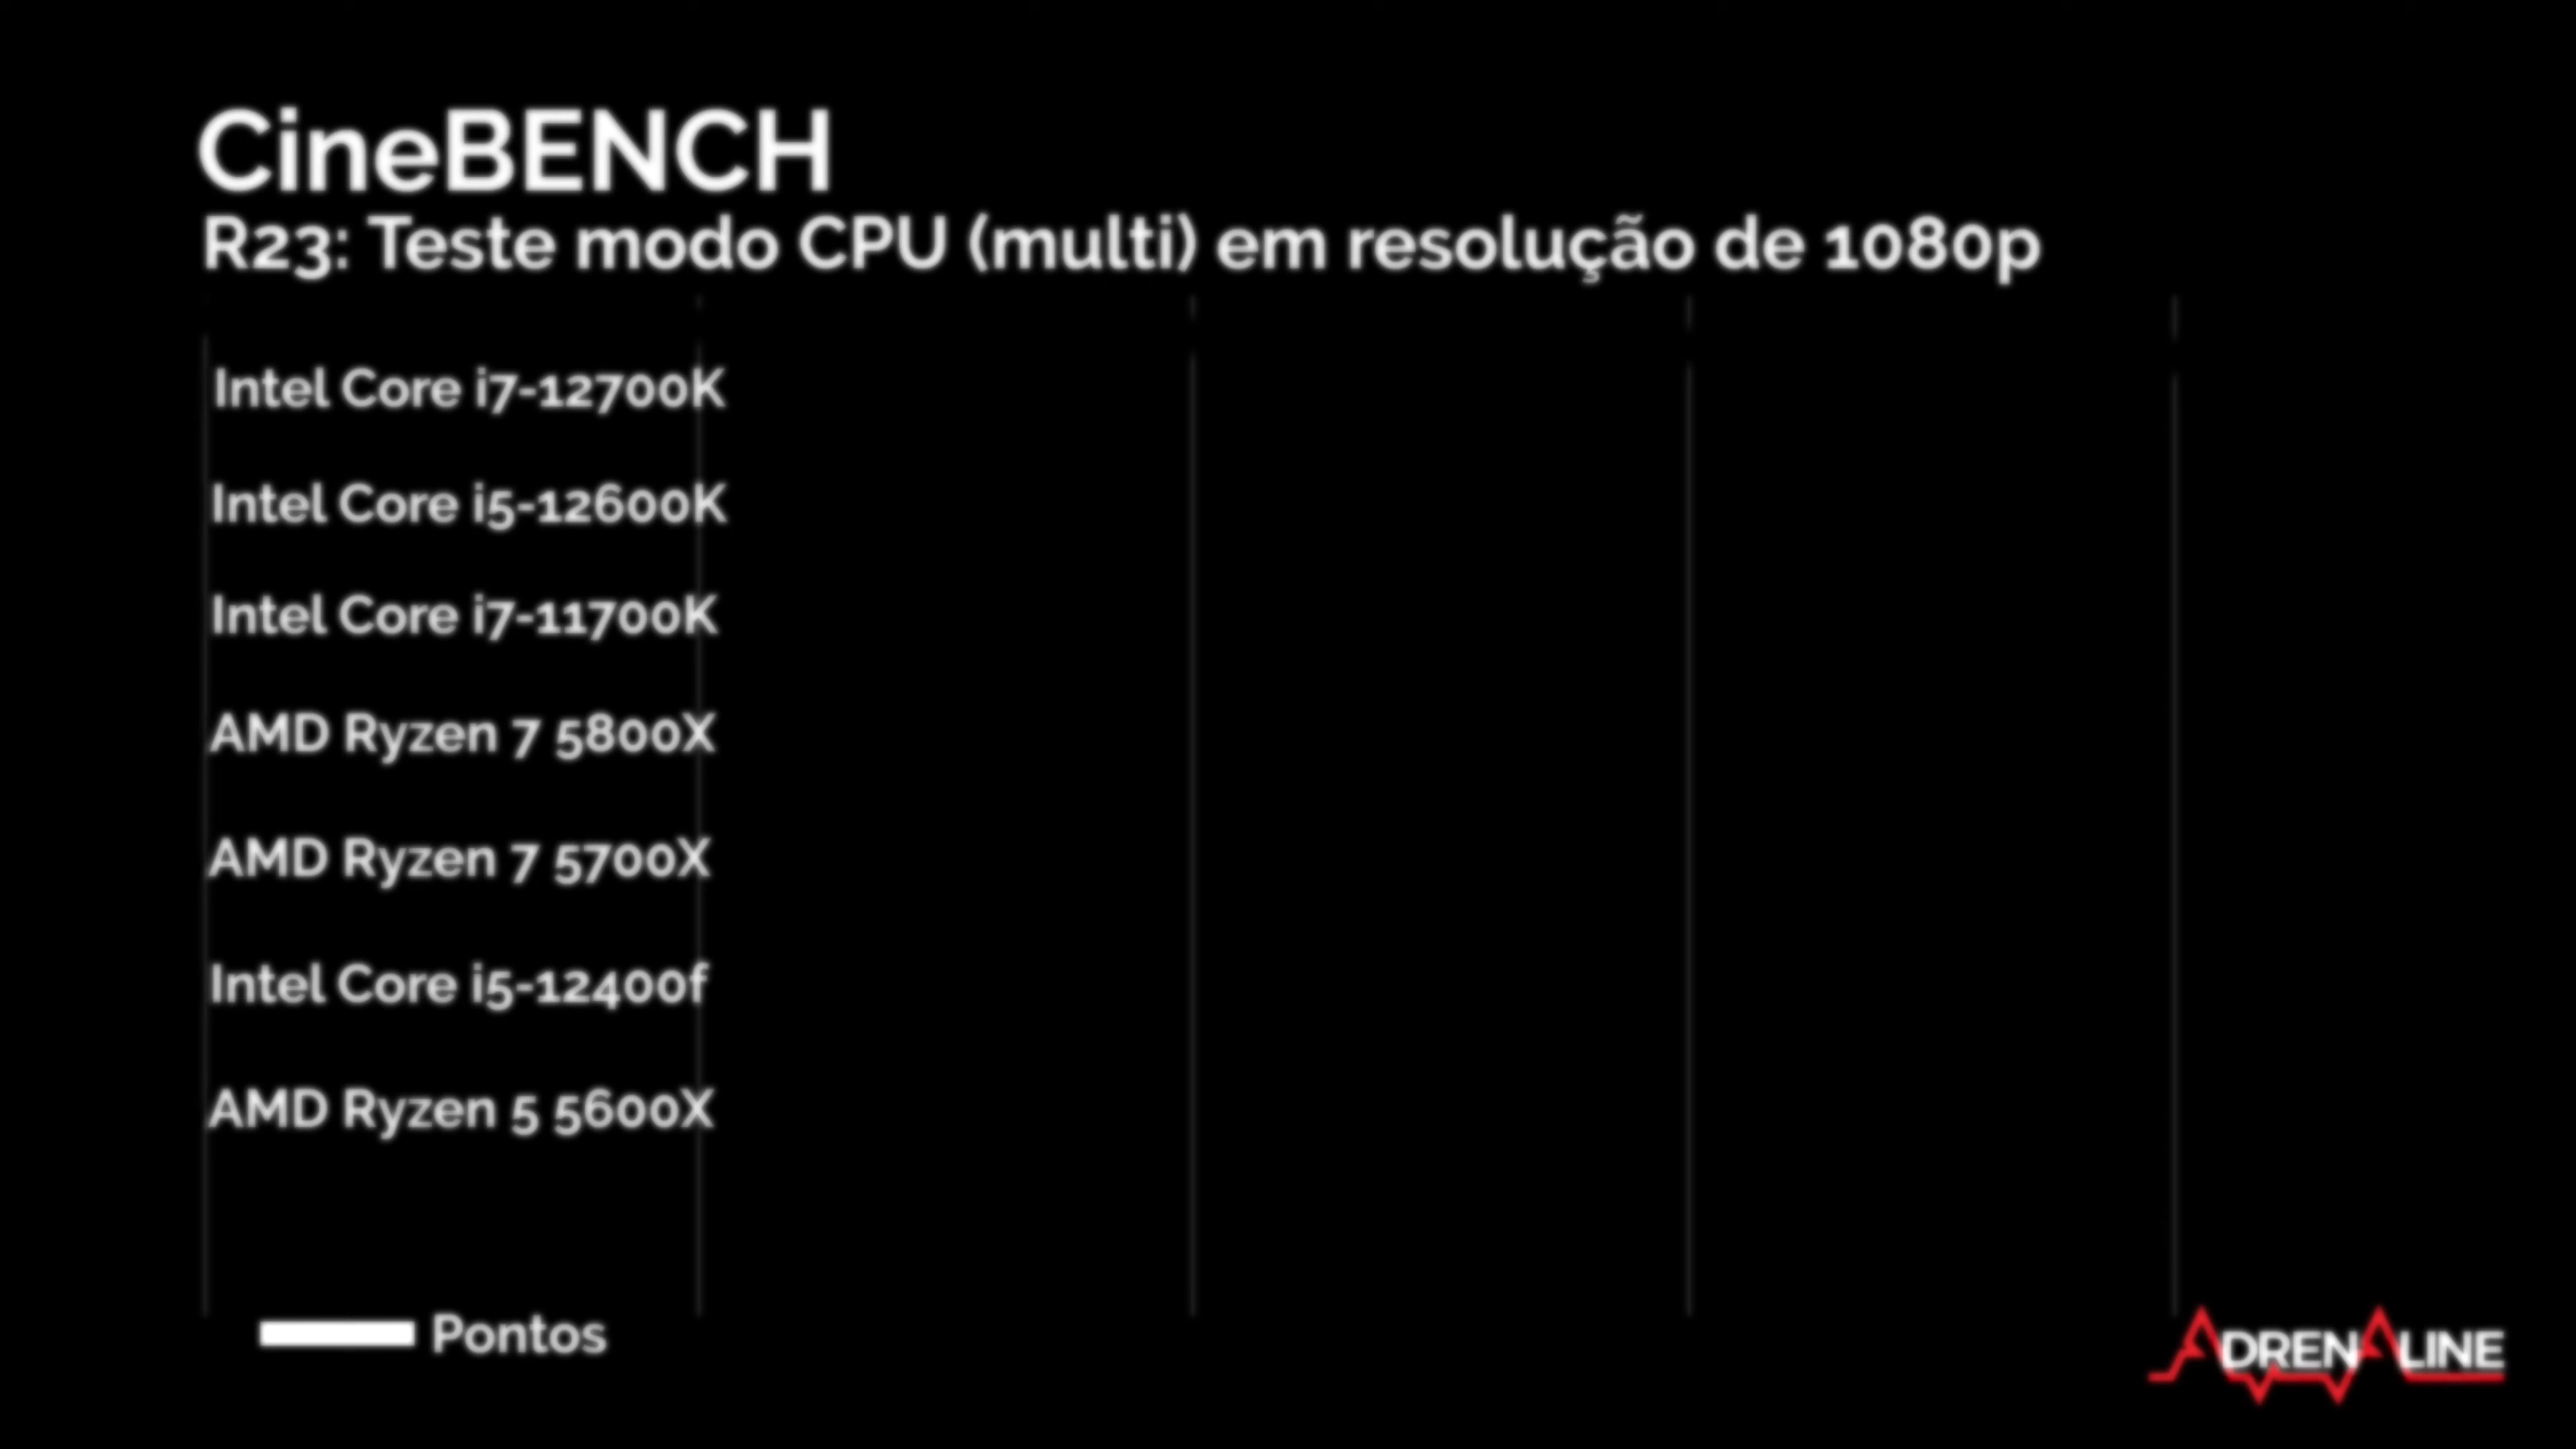 CineBENCH
R23: Teste modo CPU (multi) em resolução de 1080p
Intel Core i7-12700K
Intel Core i5-12600K
Intel Core i7-11700K
AMD Ryzen 7 5800X
AMD Ryzen 7 5700X
Intel Core i5-12400f
AMD Ryzen 5 5600X
Pontos
ADRENALINE